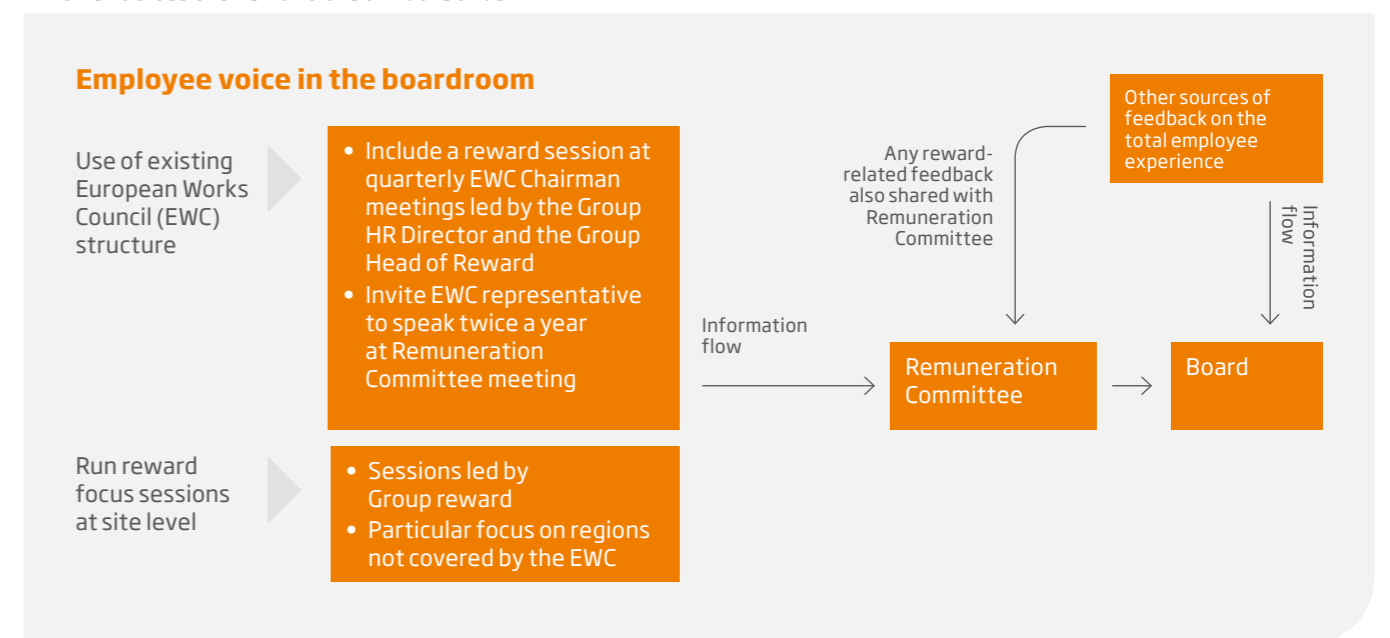 Employee voice in the boardroom
Use of existing
European Works
Council (EWC)
structure
• Include a reward session at
quarterly EWC Chairman
meetings led by the Group
HR Director and the Group
Head of Reward
• Invite EWC representative
to speak twice a year
at Remuneration
Committee meeting
Information
flow
Any reward-
related feedback
also shared with
Remuneration
Committee
Other sources of
feedback on the
total employee
experience
Information
flow
Remuneration
Committee
Board
Run reward
focus sessions
at site level
• Sessions led by
Group reward
• Particular focus on regions
not covered by the EWC